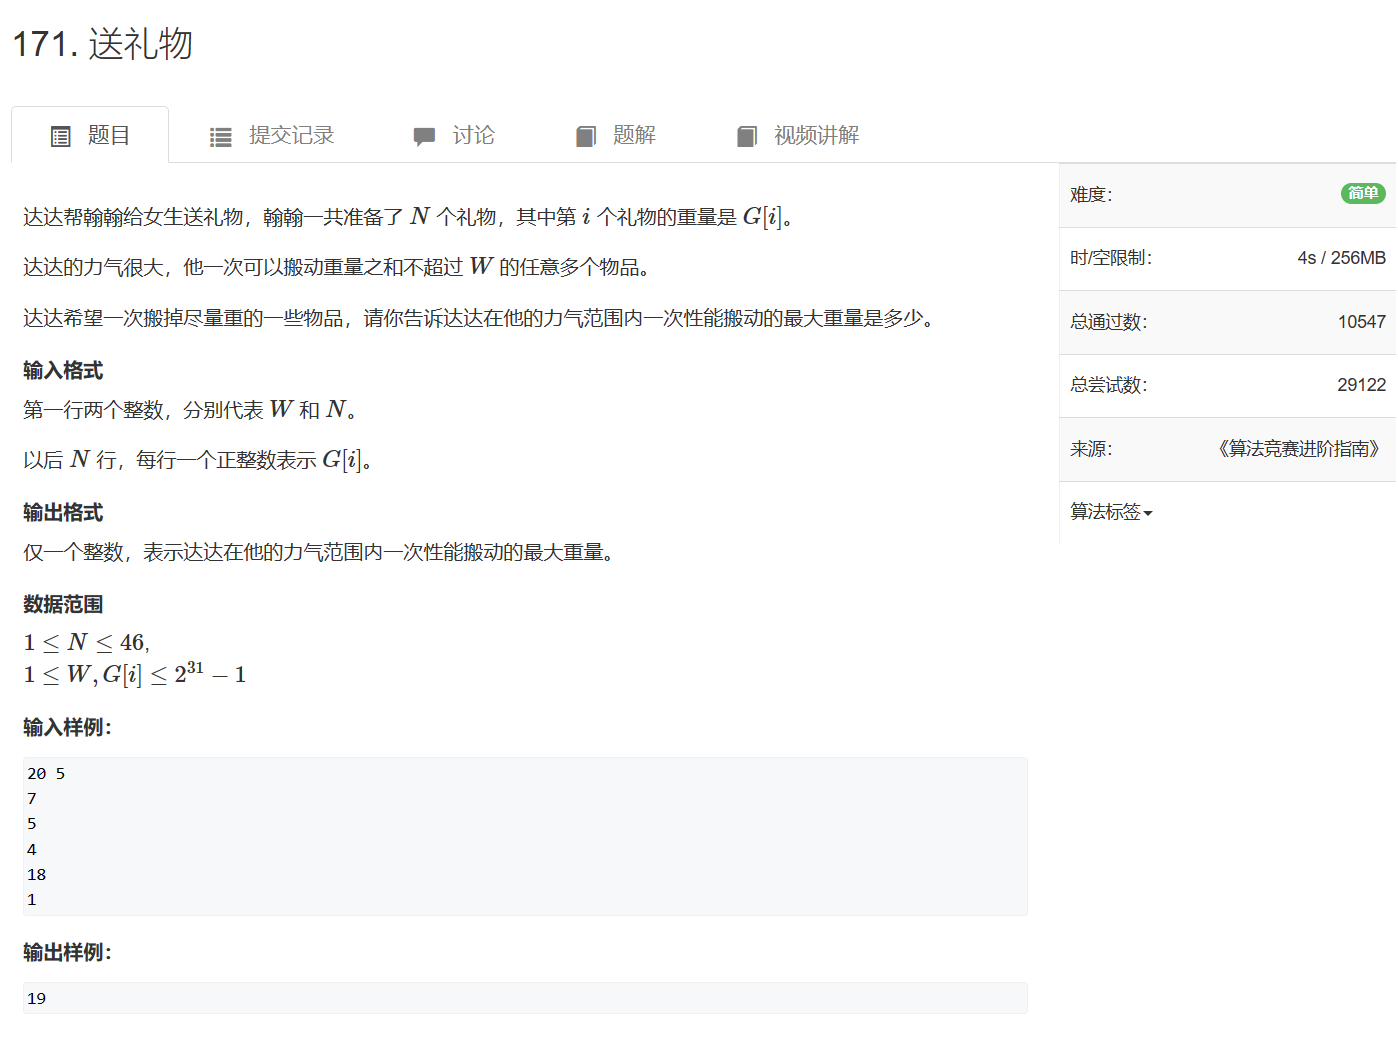 171. 送礼物
题目 提交记录 讨论 题解 视频讲解
达达帮翰翰给女生送礼物，翰翰一共准备了 N 个礼物，其中第 i 个礼物的重量是 G[i]。
达达的力气很大，他一次可以搬动重量之和不超过 W 的任意多个物品。
达达希望一次搬掉尽量重的一些物品，请你告诉达达在他的力气范围内一次性能搬动的最大重量是多少。
输入格式
第一行两个整数，分别代表 W 和 N。
以后 N 行，每行一个正整数表示 G[i]。
输出格式
仅一个整数，表示达达在他的力气范围内一次性能搬动的最大重量。
数据范围
1 ≤ N ≤ 46,
1 ≤ W, G[i] ≤ 2^31 − 1
输入样例：
20 5
7
5
4
18
1
输出样例：
19
难度： 简单
时/空限制： 4s / 256MB
总通过数： 10547
总尝试数： 29122
来源： 《算法竞赛进阶指南》
算法标签